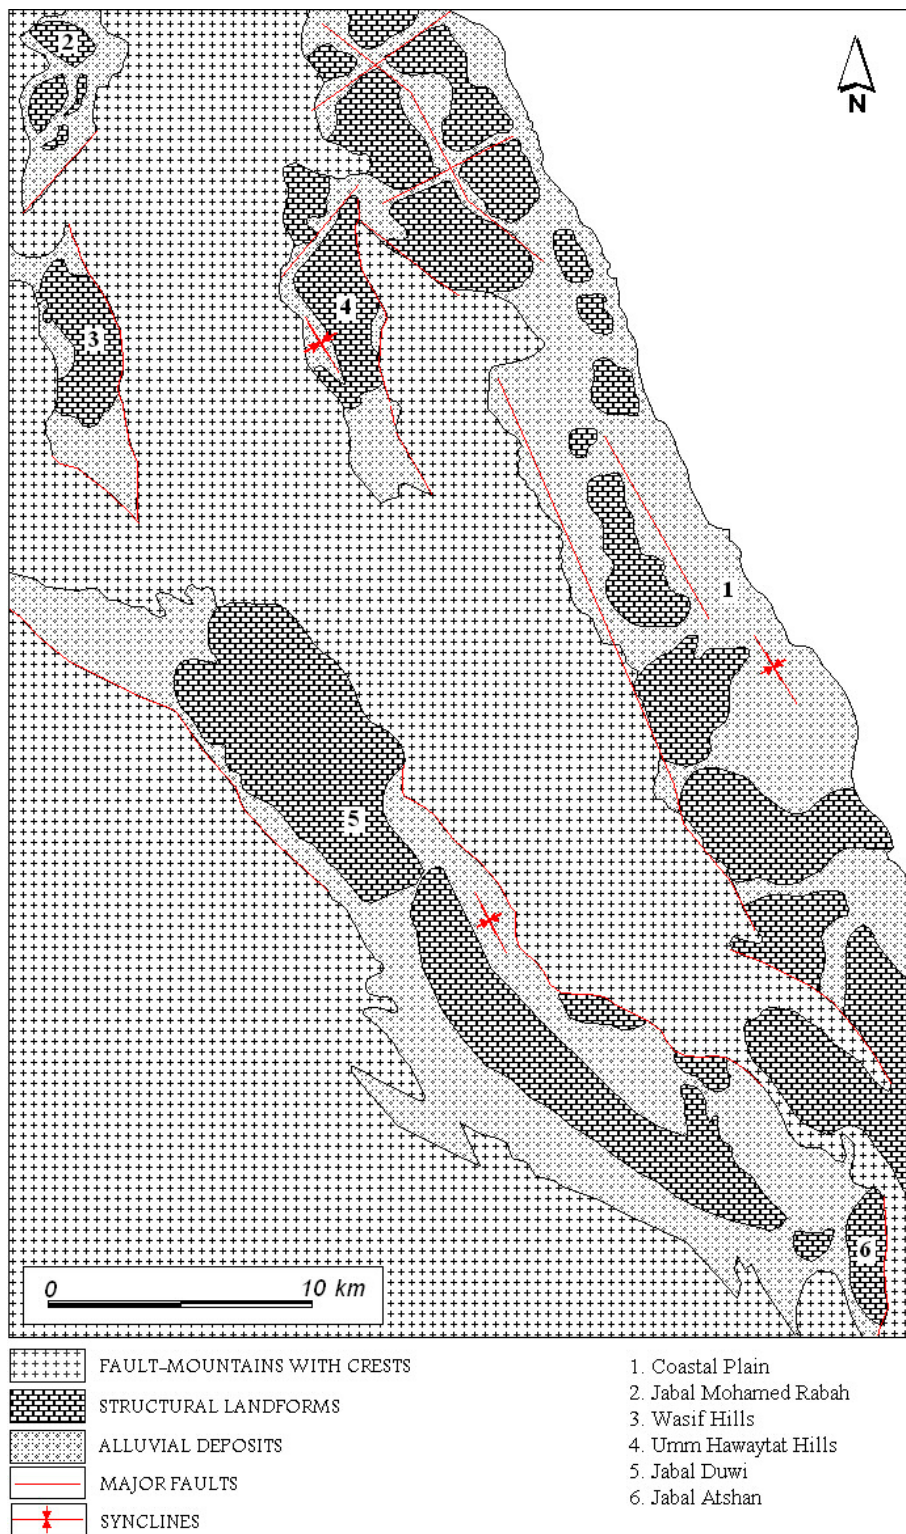 2
N
3
4
1
5
6
0 10 km
FAULT-MOUNTAINS WITH CRESTS
STRUCTURAL LANDFORMS
ALLUVIAL DEPOSITS
MAJOR FAULTS
SYNCLINES
1. Coastal Plain
2. Jabal Mohamed Rabah
3. Wasif Hills
4. Umm Hawaytat Hills
5. Jabal Duwi
6. Jabal Atshan